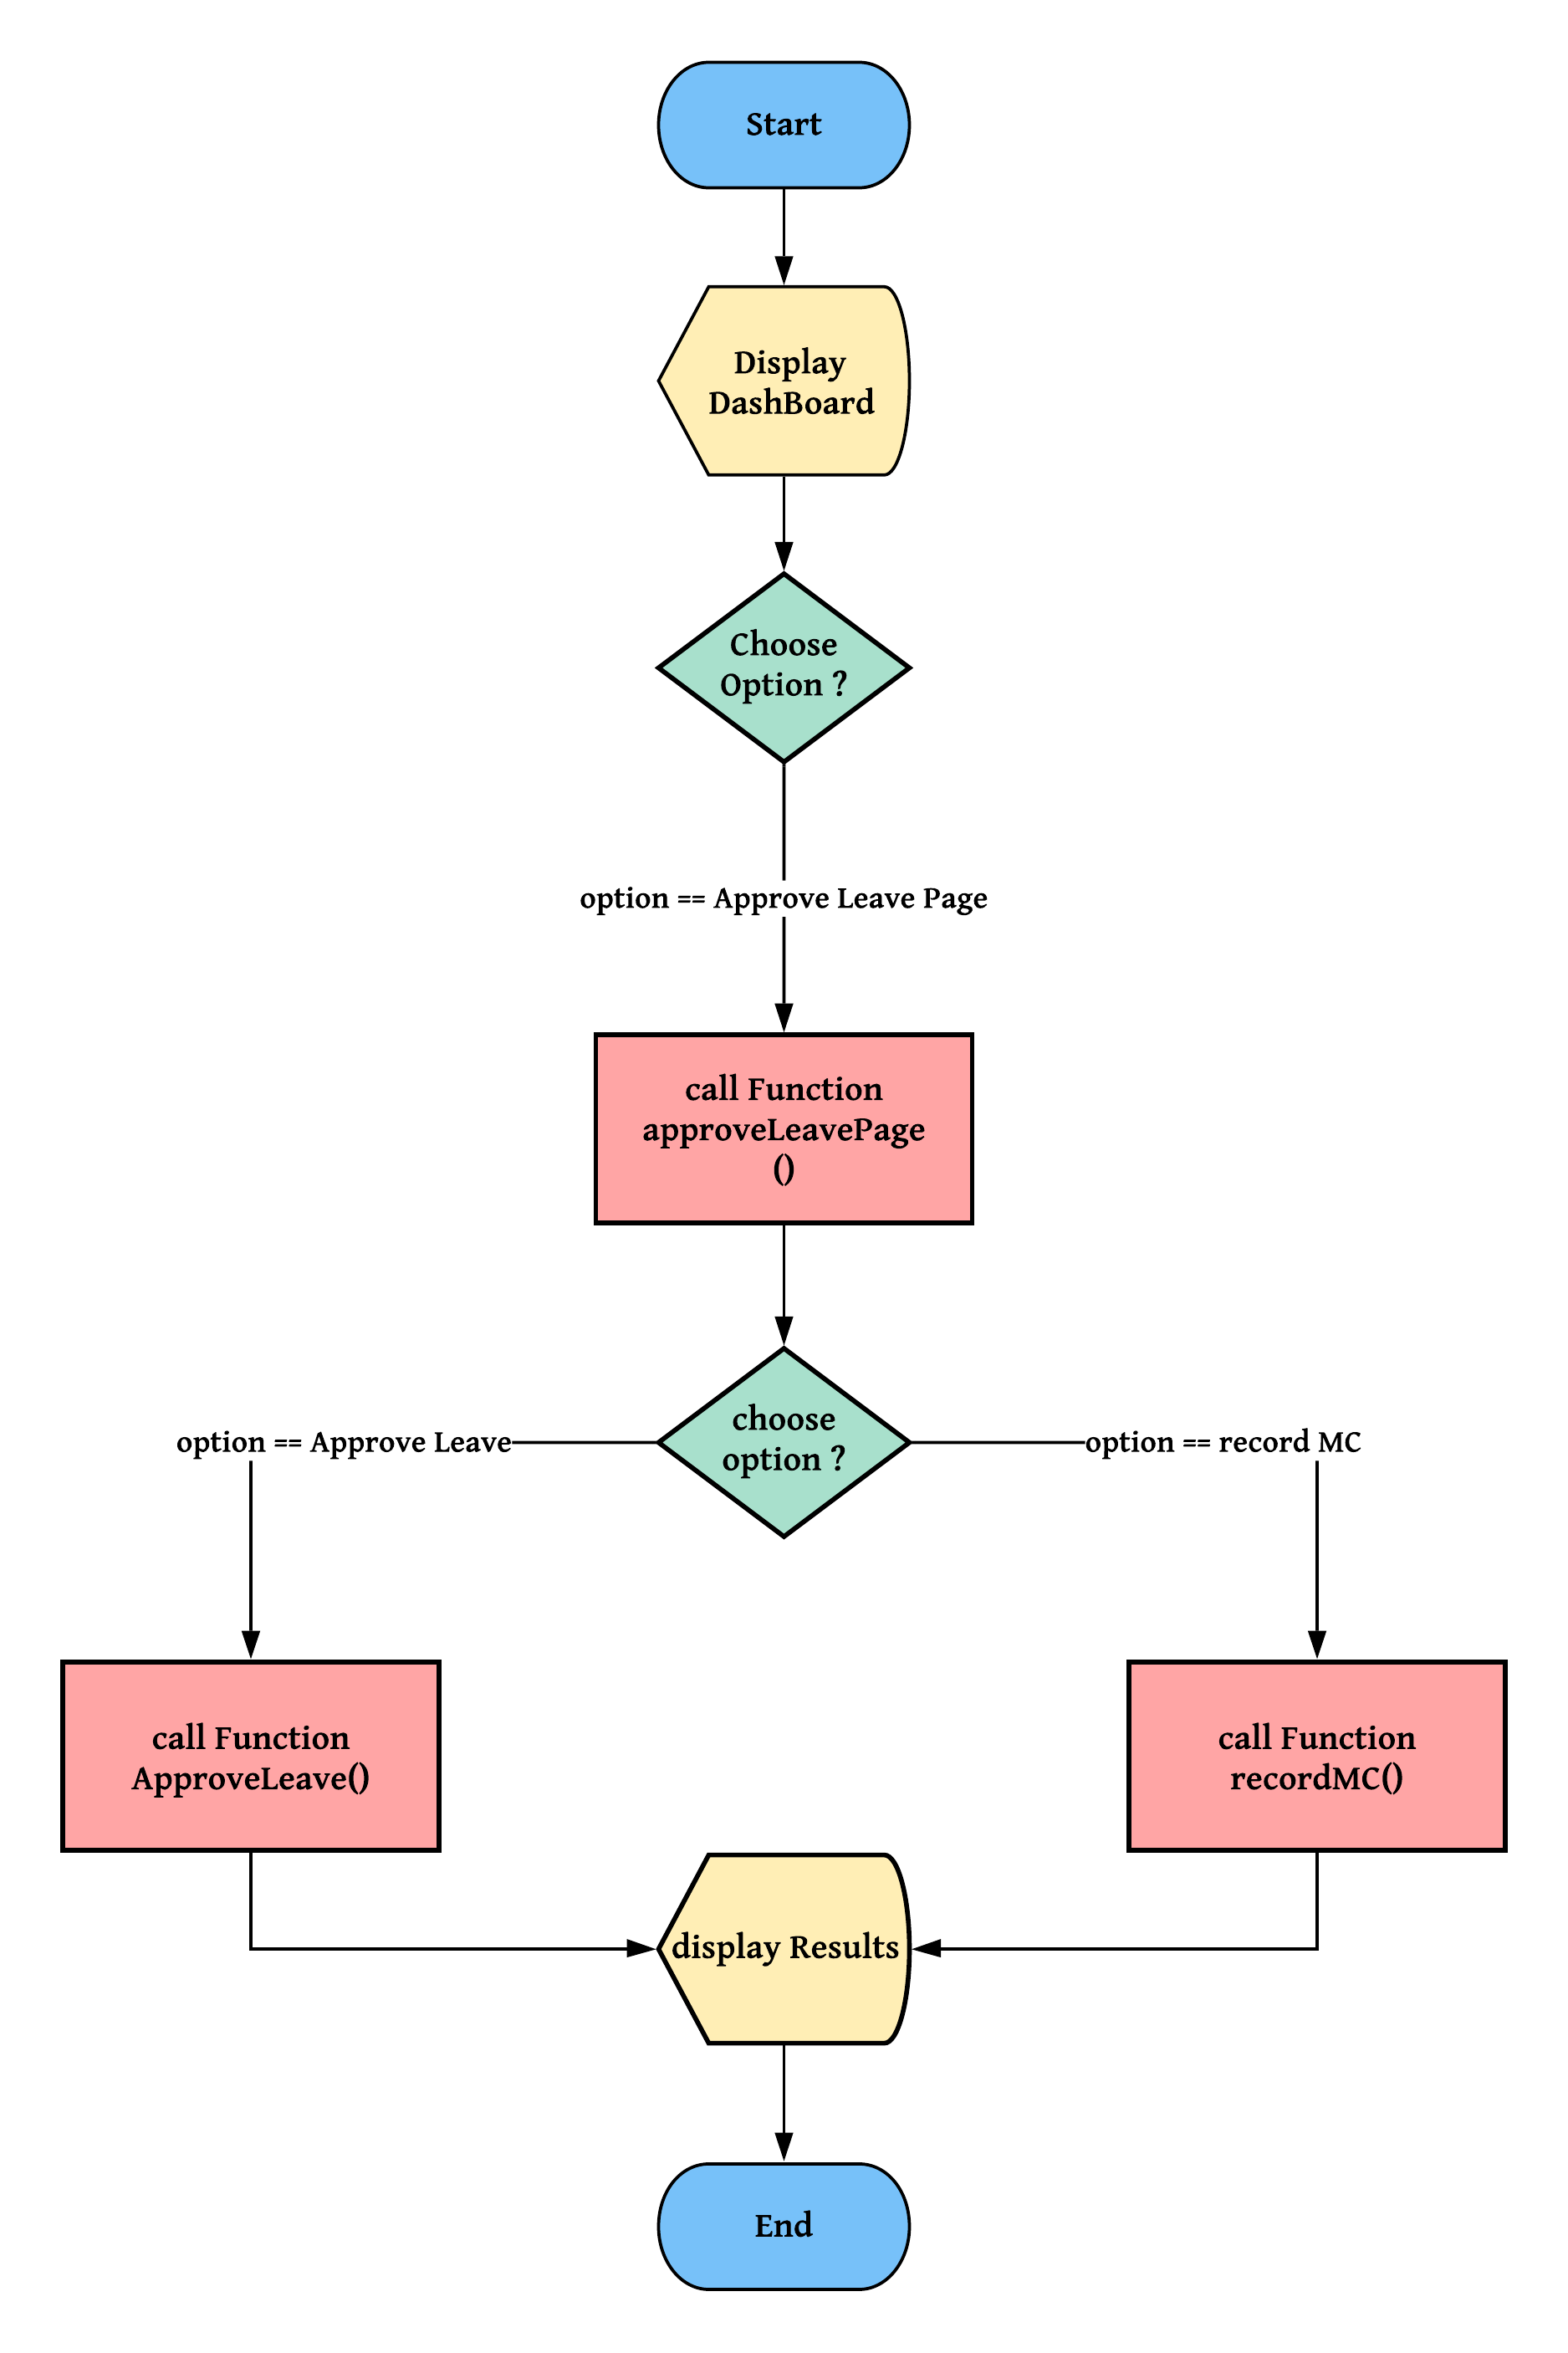 Start
Display
DashBoard
Choose
Option ?
option == Approve Leave Page
call Function
approveLeavePage
()
choose
option ?
option == Approve Leave
option == record MC
call Function
ApproveLeave()
call Function
recordMC()
display Results
End